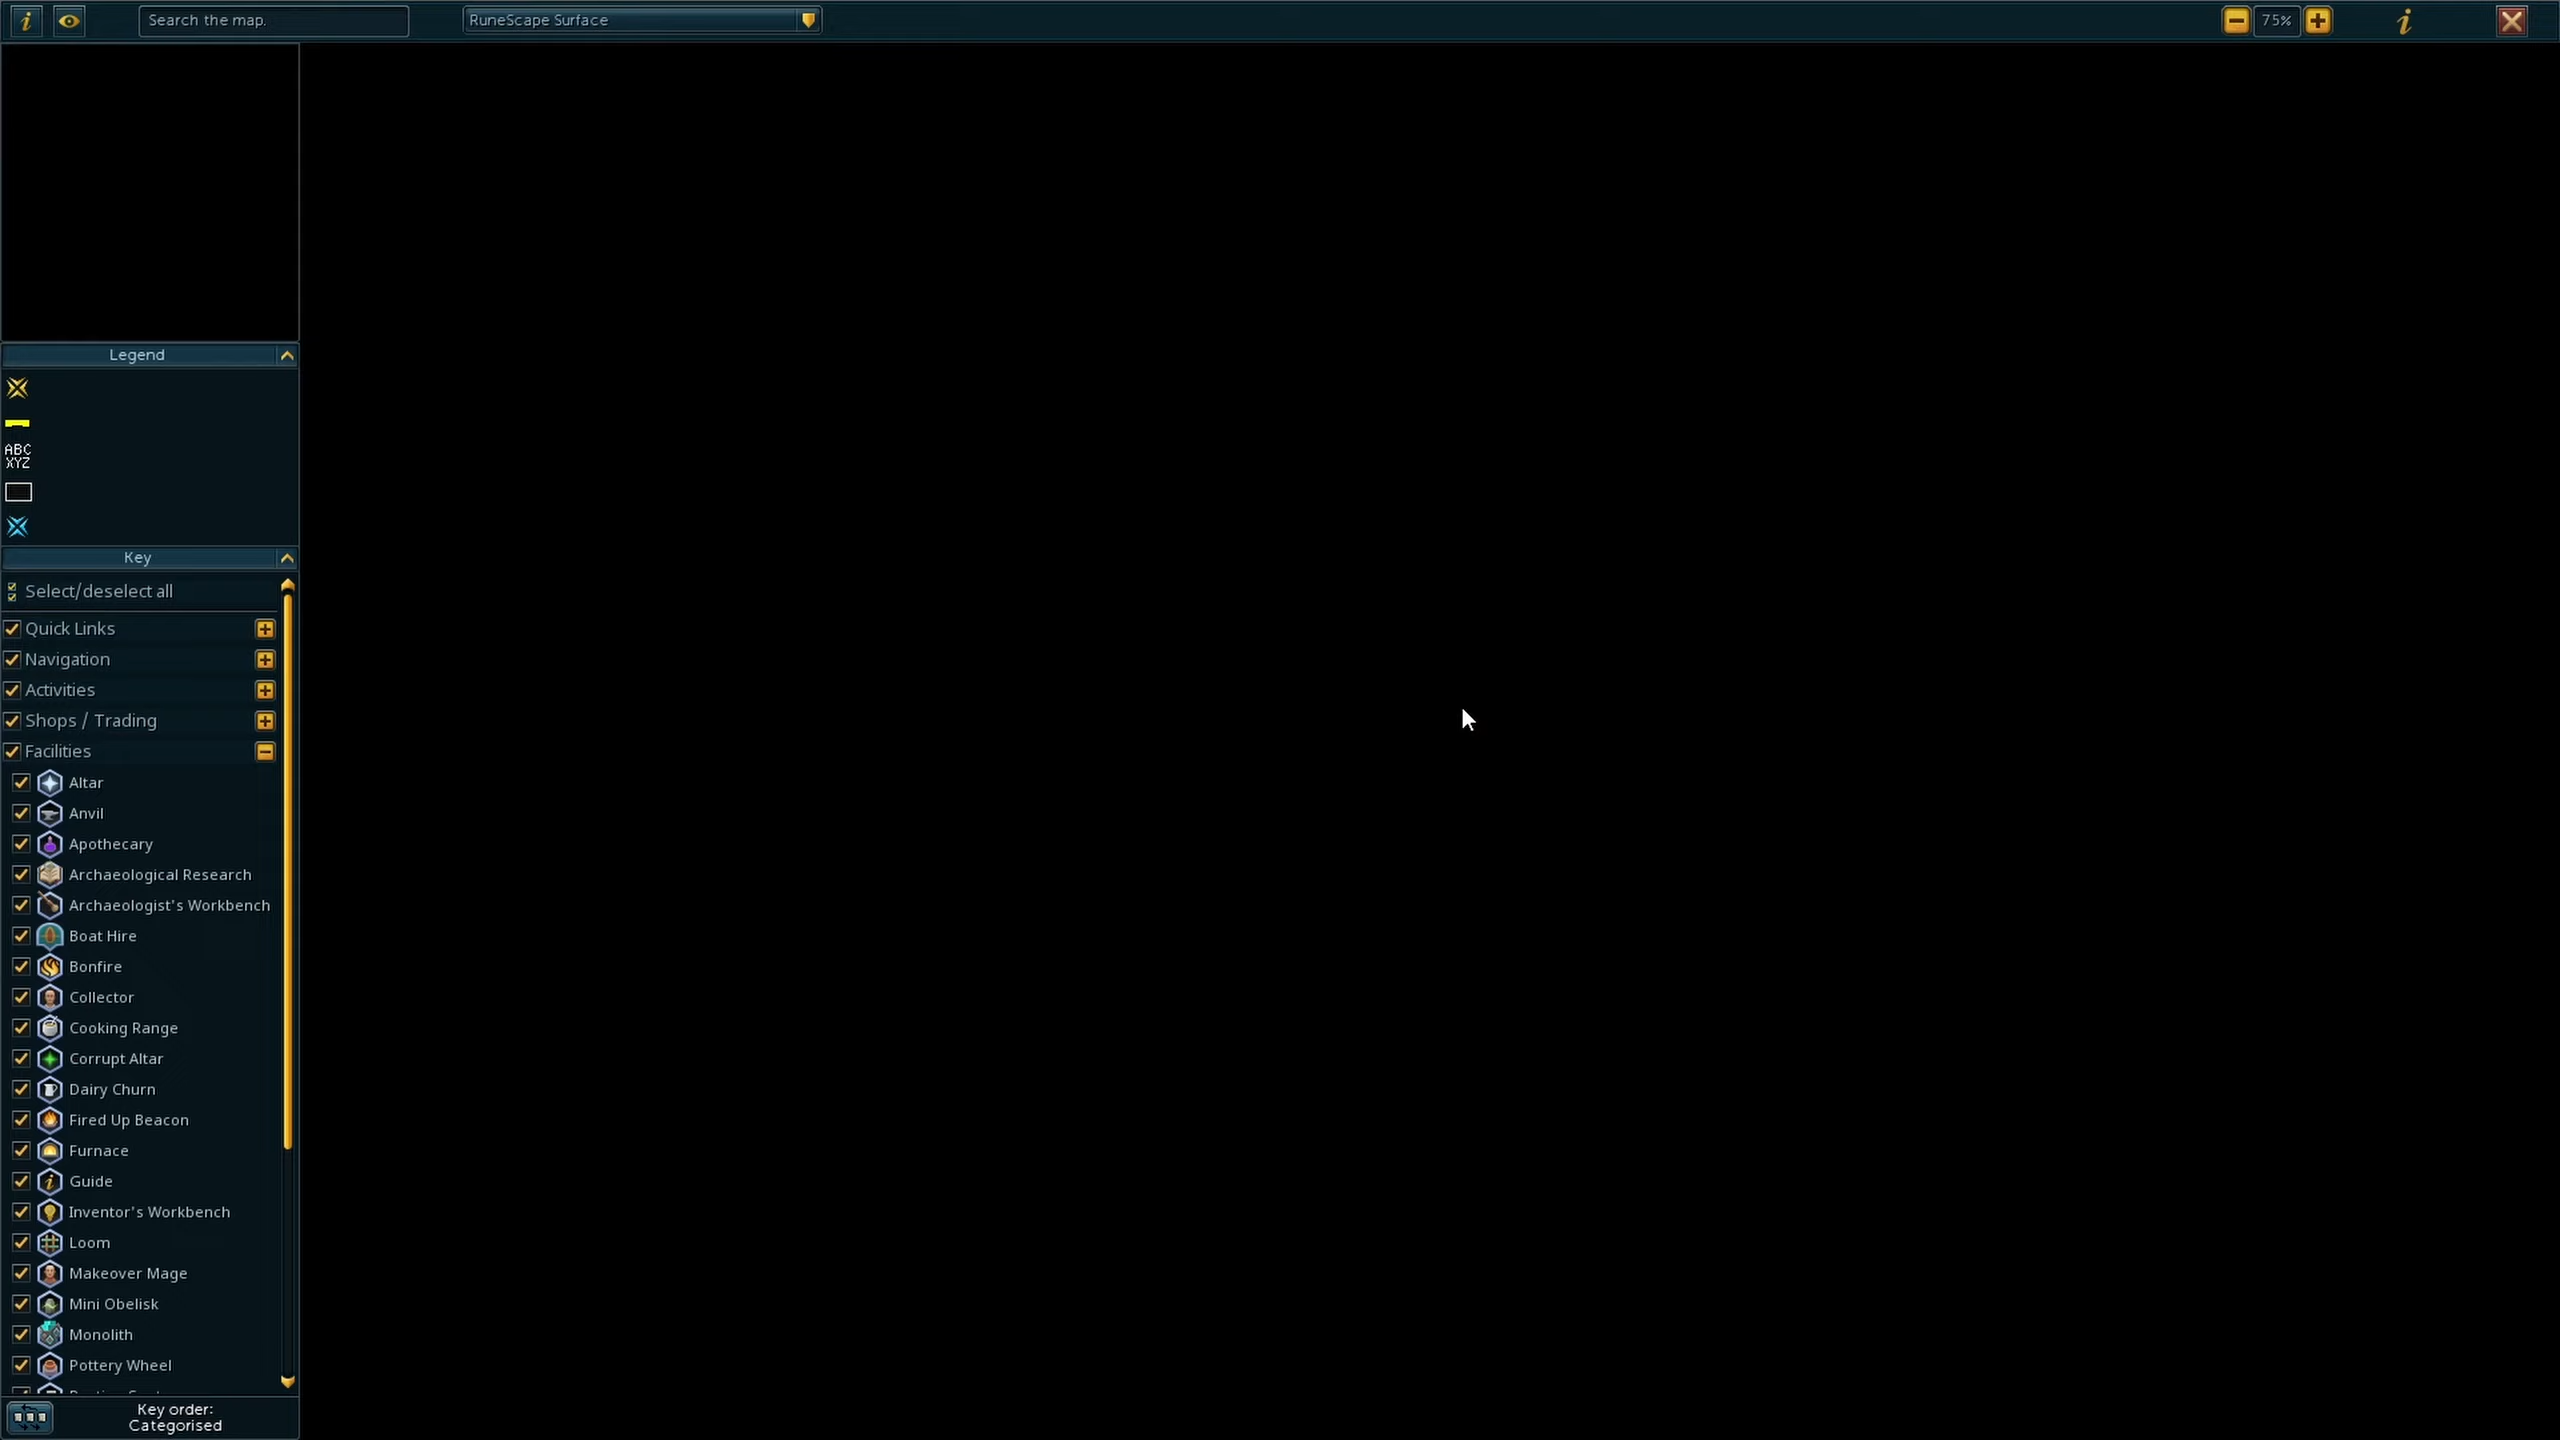 Search the map.
RuneScape Surface
75%
Legend
ABC
XYZ
Key
Select/deselect all
Quick Links
Navigation
Activities
Shops / Trading
Facilities
Altar
Anvil
Apothecary
Archaeological Research
Archaeologist's Workbench
Boat Hire
Bonfire
Collector
Cooking Range
Corrupt Altar
Dairy Churn
Fired Up Beacon
Furnace
Guide
Inventor's Workbench
Loom
Makeover Mage
Mini Obelisk
Monolith
Pottery Wheel
Key order:
Categorised